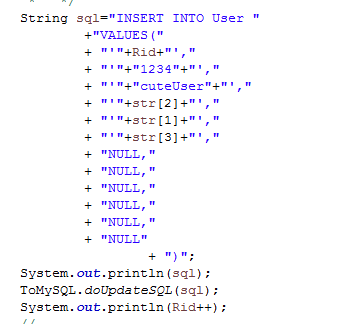 * */
String sql="INSERT INTO User "
+"VALUES("
+ "'"+Rid+"',"
+ "'"+"1234"+"',"
+ "'"+"cuteUser"+"',"
+ "'"+str[2]+"',"
+ "'"+str[1]+"',"
+ "'"+str[3]+"',"
+ "NULL,"
+ "NULL,"
+ "NULL,"
+ "NULL,"
+ "NULL,"
+ "NULL"
+ ")";
System.out.println(sql);
ToMySQL.doUpdateSQL(sql);
System.out.println(Rid++);
//